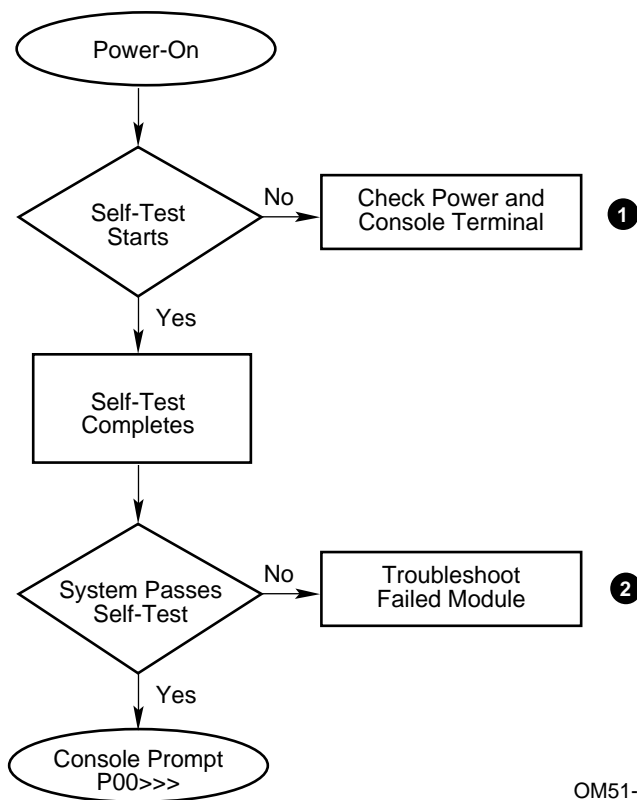 Power-On
Self-Test
Starts
No
Check Power and
Console Terminal
1
Yes
Self-Test
Completes
System Passes
Self-Test
No
Troubleshoot
Failed Module
2
Yes
Console Prompt
P00>>>
OM51-